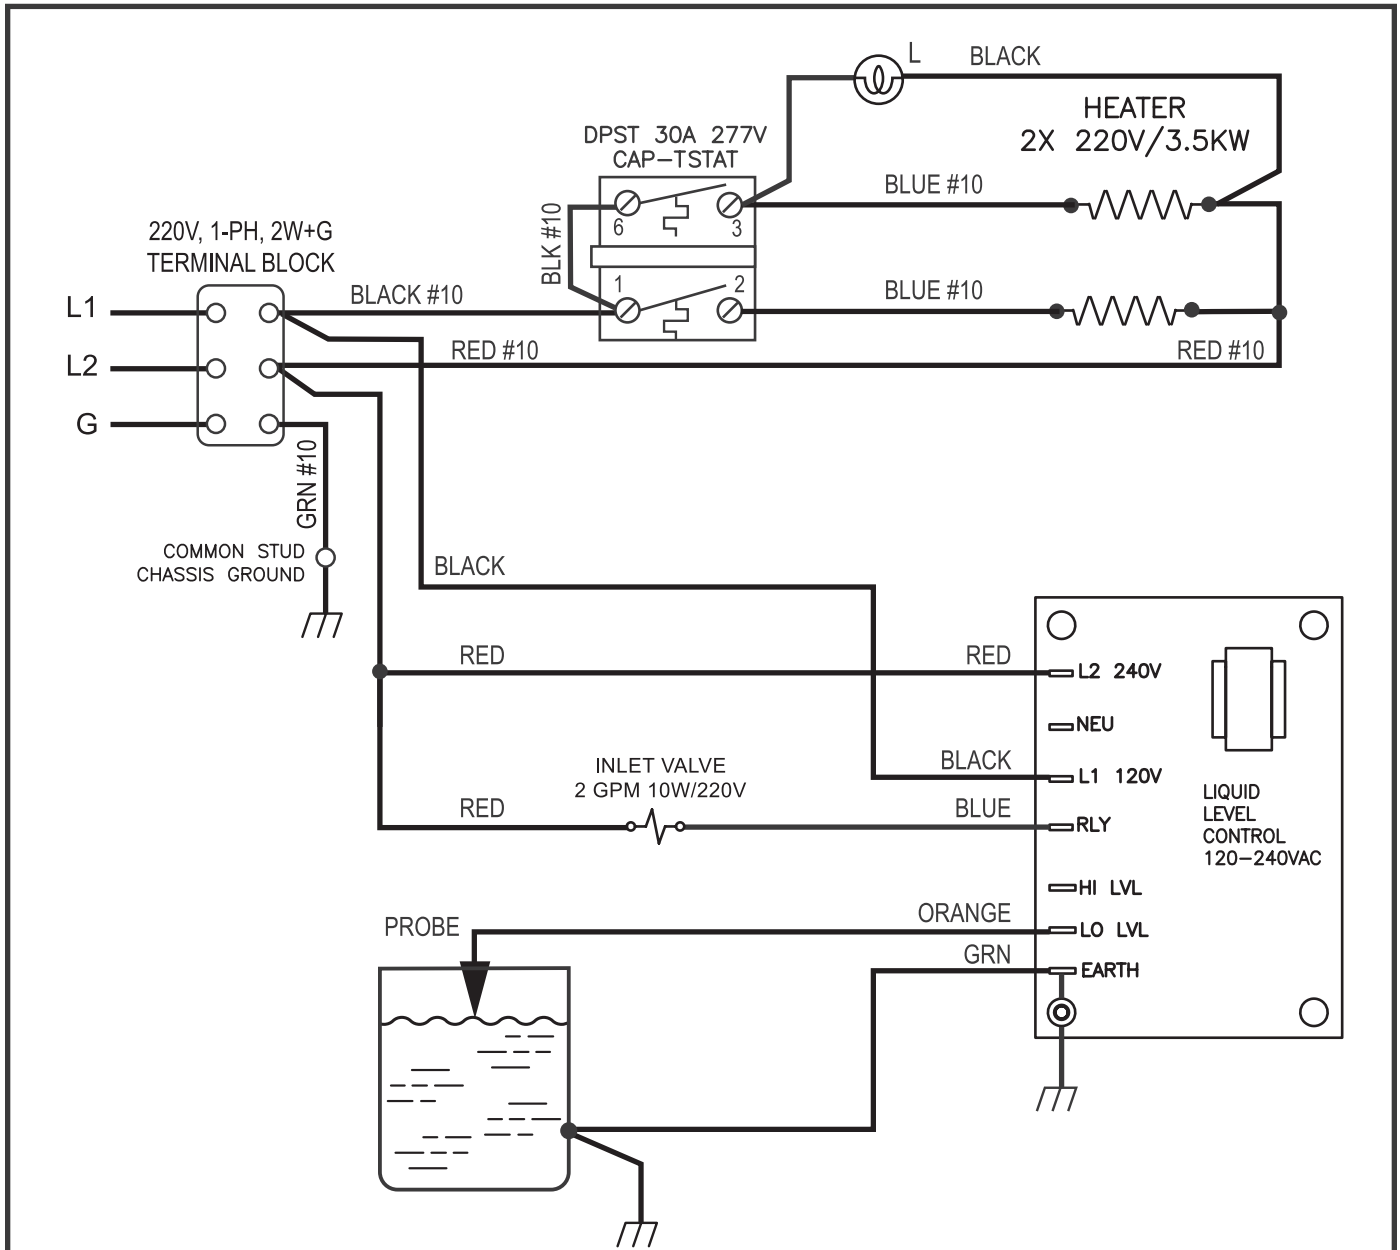 L
BLACK
HEATER
2X 220V/3.5KW
DPST 30A 277V
CAP-TSTAT
BLUE #10
6
3
BLK #10
220V, 1-PH, 2W+G
TERMINAL BLOCK
1
2
BLUE #10
L1
BLACK #10
RED #10
RED #10
L2
G
GRN #10
COMMON STUD
CHASSIS GROUND
BLACK
RED
RED
L2 240V
NEU
INLET VALVE
2 GPM 10W/220V
BLACK
L1 120V
LIQUID
LEVEL
CONTROL
120-240VAC
RED
BLUE
RLY
HI LVL
PROBE
ORANGE
LO LVL
GRN
EARTH